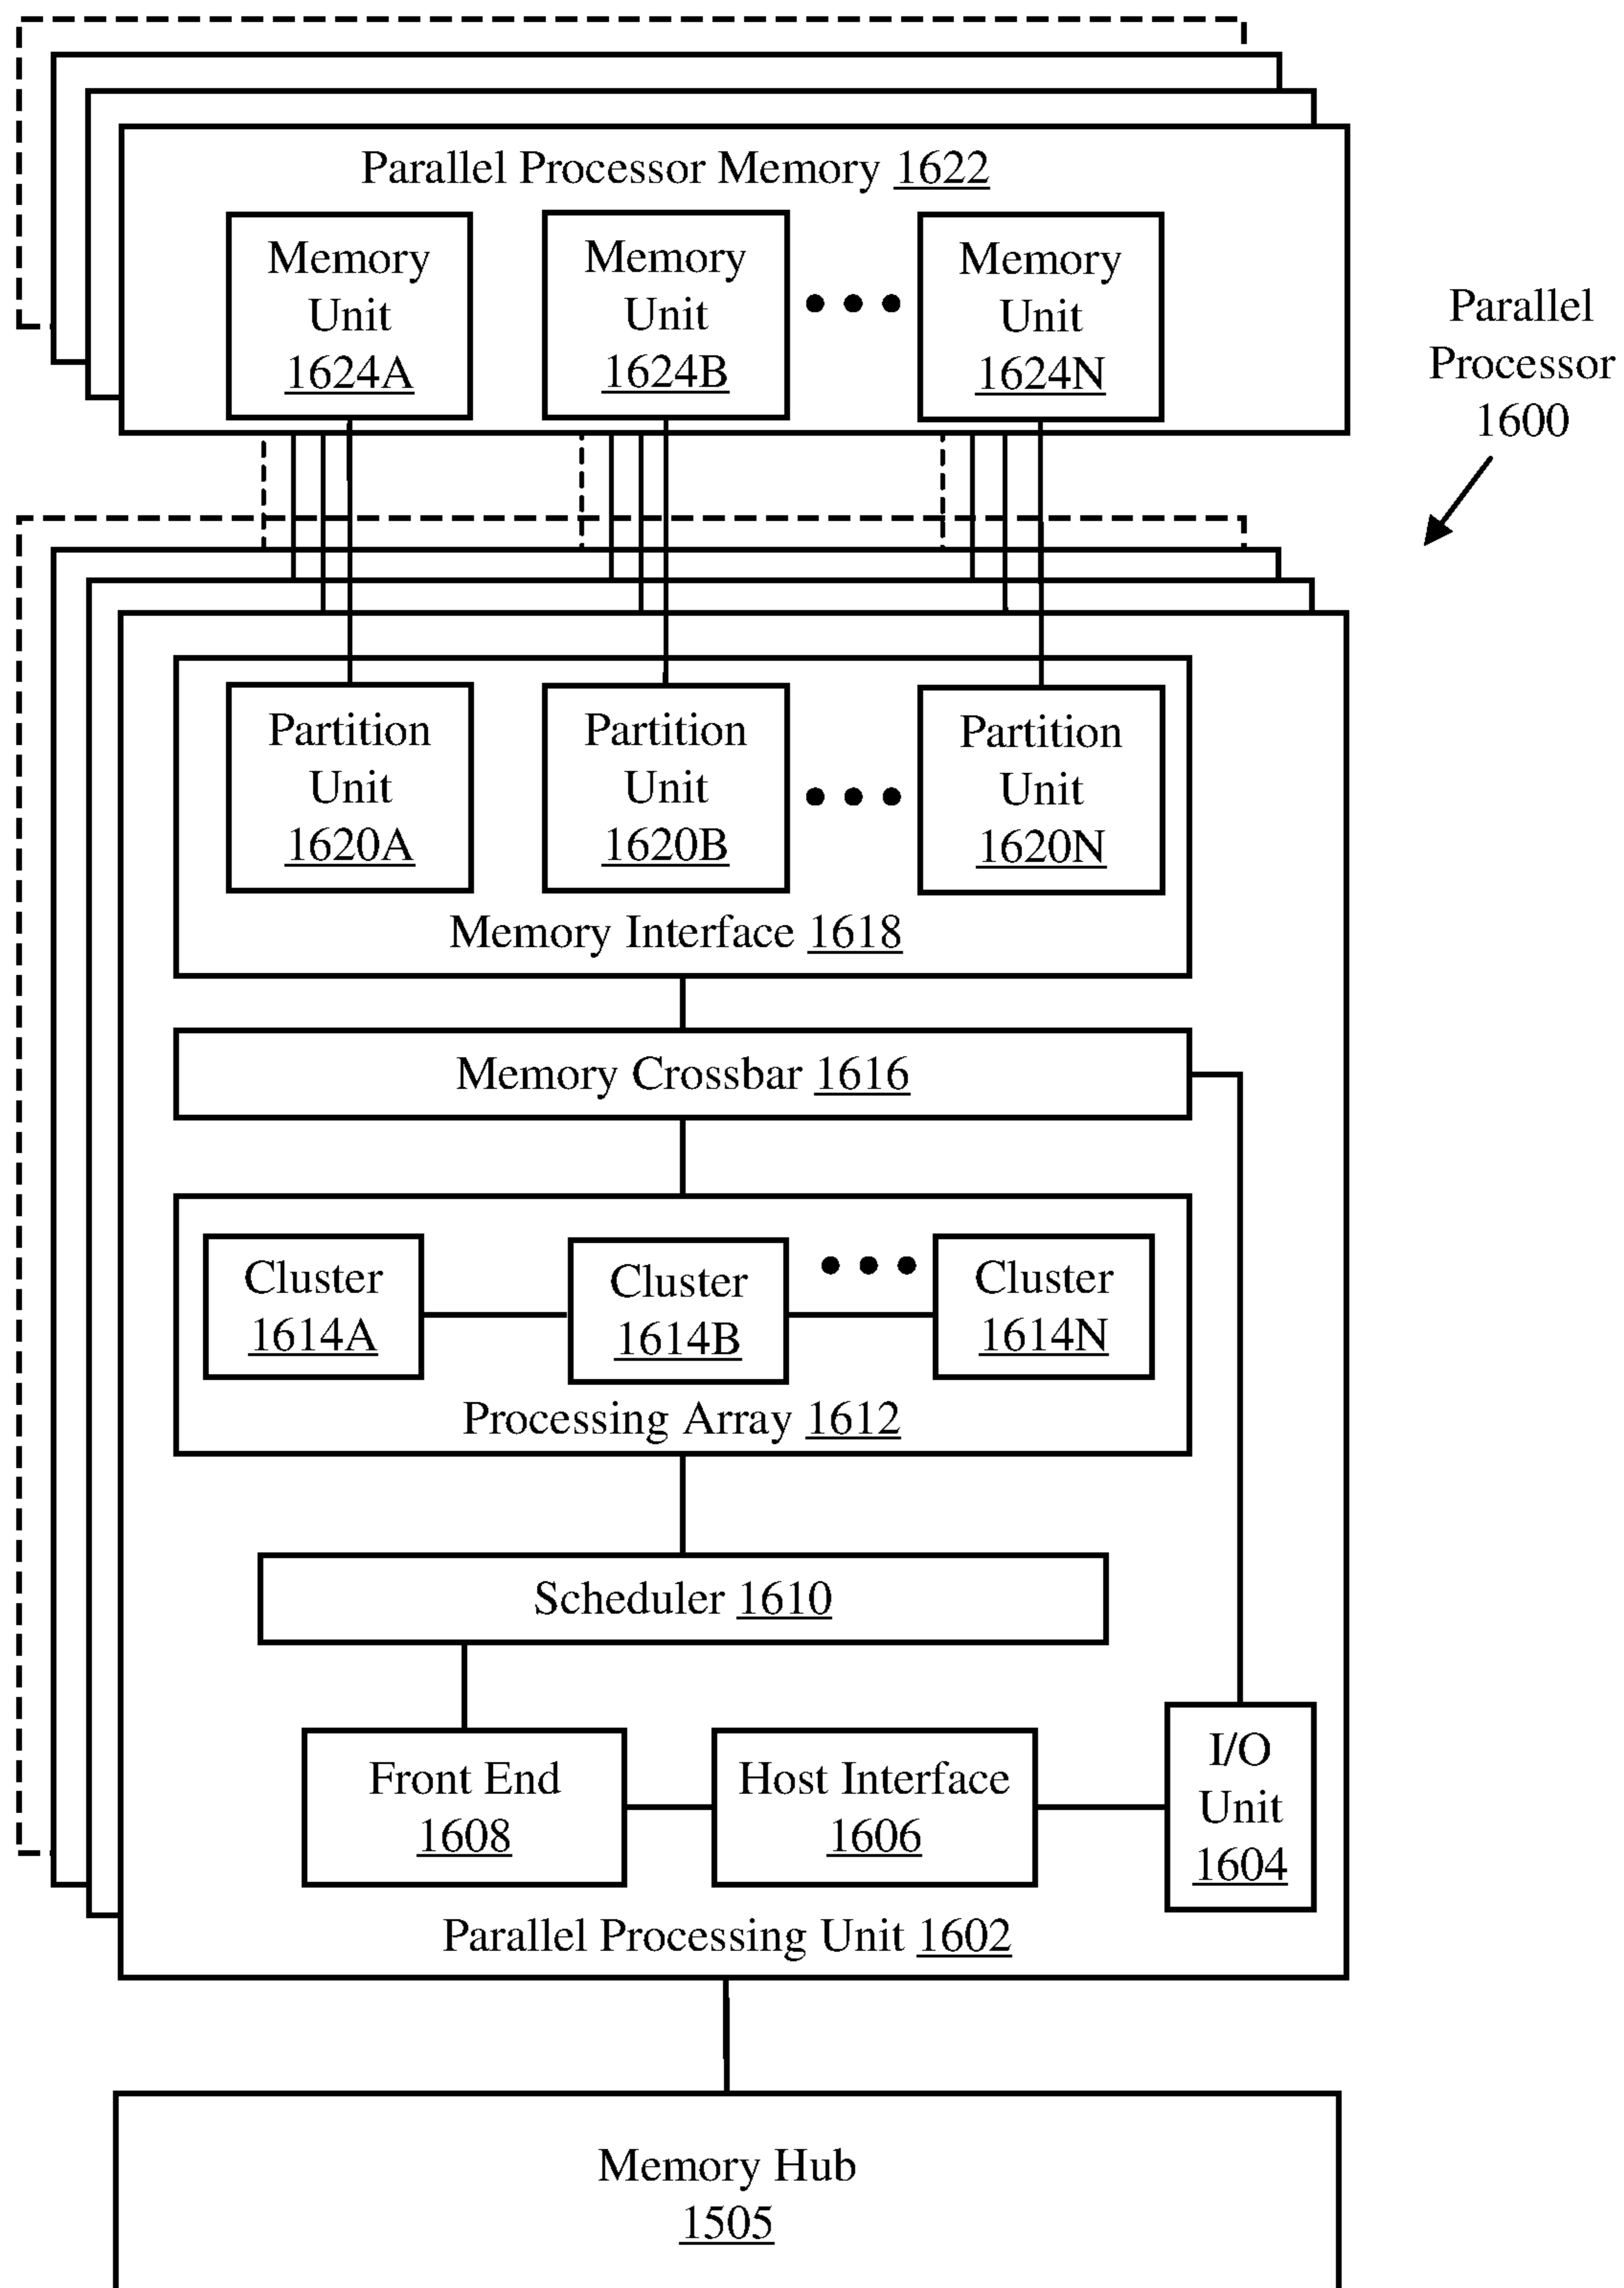 Parallel Processor Memory 1622
Memory
Unit
1624A
Memory
Unit
1624B
Memory
Unit
1624N
Parallel
Processor
1600
Partition
Unit
1620A
Partition
Unit
1620B
Partition
Unit
1620N
Memory Interface 1618
Memory Crossbar 1616
Cluster
1614A
Cluster
1614B
Cluster
1614N
Processing Array 1612
Scheduler 1610
Front End
1608
Host Interface
1606
I/O
Unit
1604
Parallel Processing Unit 1602
Memory Hub
1505